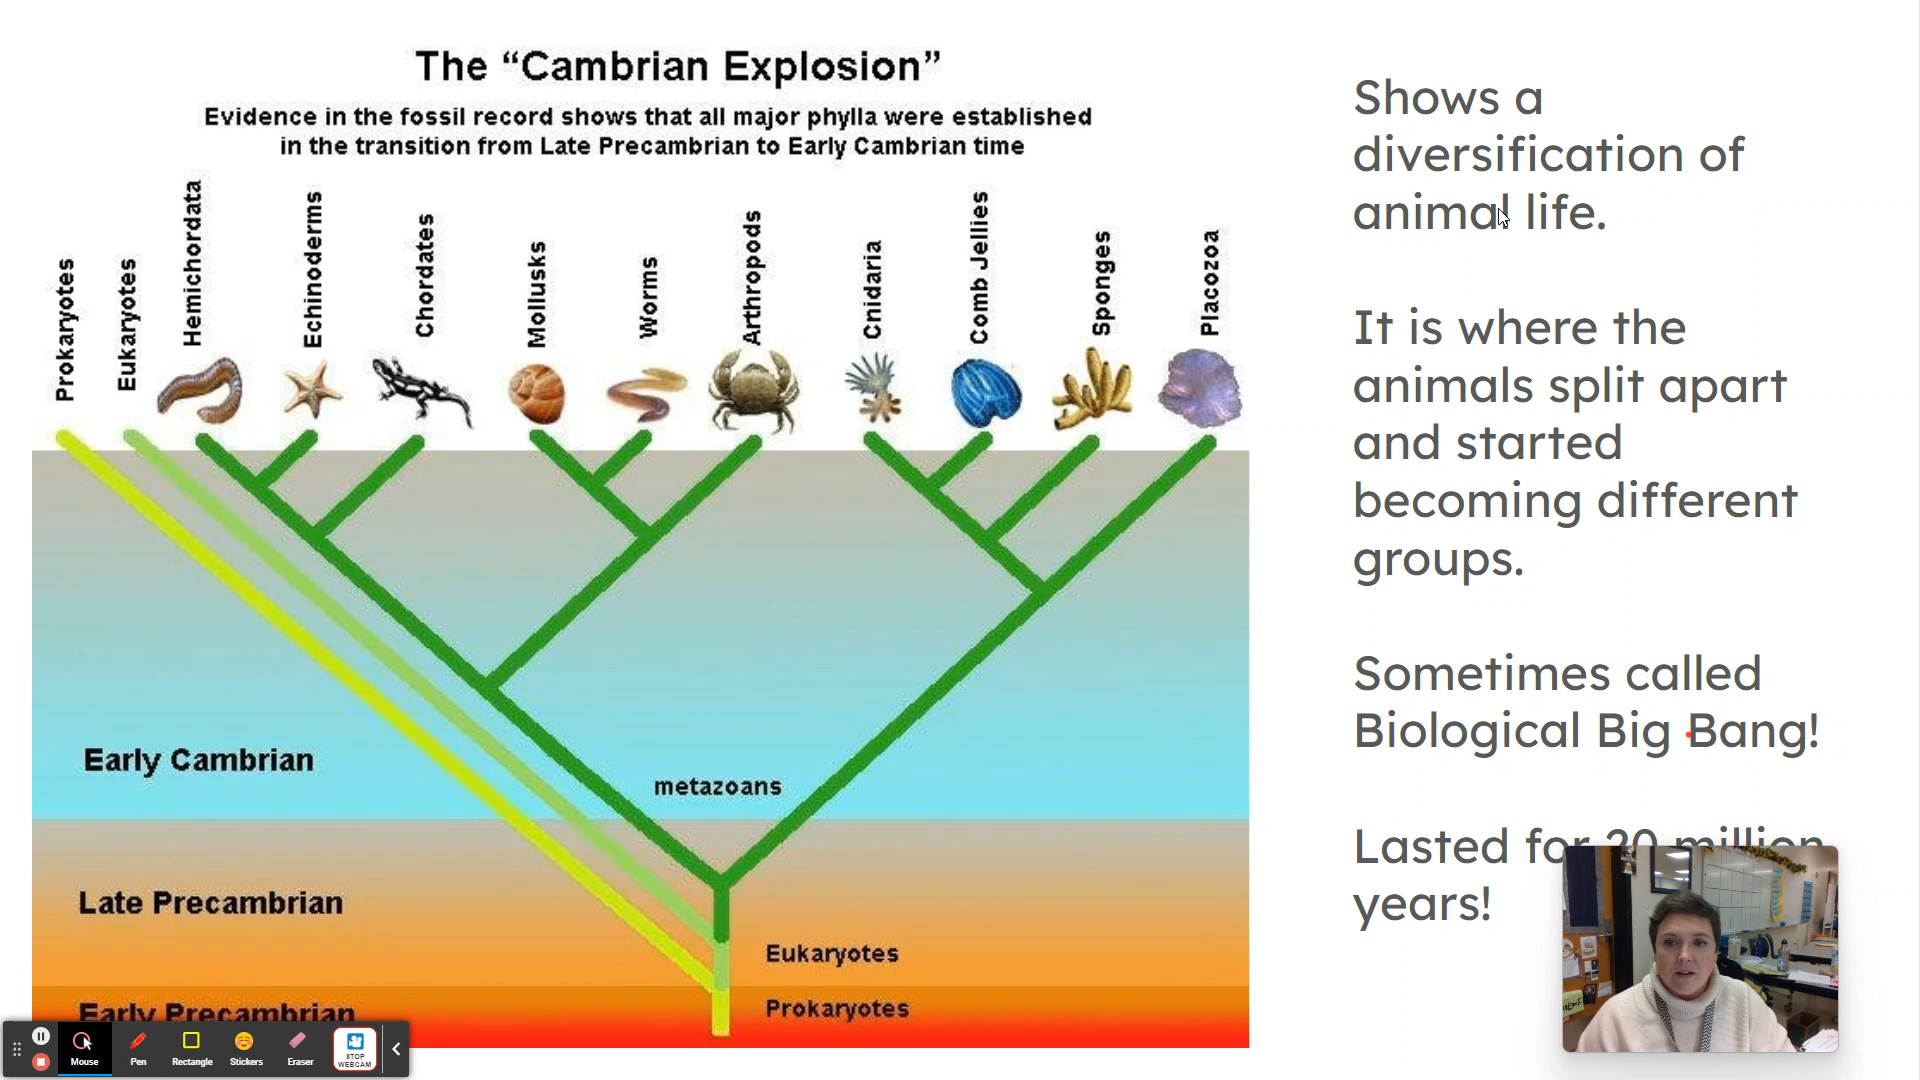 The “Cambrian Explosion”
Evidence in the fossil record shows that all major phylla were established
in the transition from Late Precambrian to Early Cambrian time
Prokaryotes
Eukaryotes
Hemichordata
Echinoderms
Chordates
Mollusks
Worms
Arthropods
Cnidaria
Comb Jellies
Sponges
Placozoa
Early Cambrian
metazoans
Late Precambrian
Eukaryotes
Early Precambrian
Prokaryotes
Shows a
diversification of
animal life.
It is where the
animals split apart
and started
becoming different
groups.
Sometimes called
Biological Big Bang!
Lasted for 20 million
years!
Mouse
Pen
Rectangle
Stickers
Eraser
STOP
WEBCAM